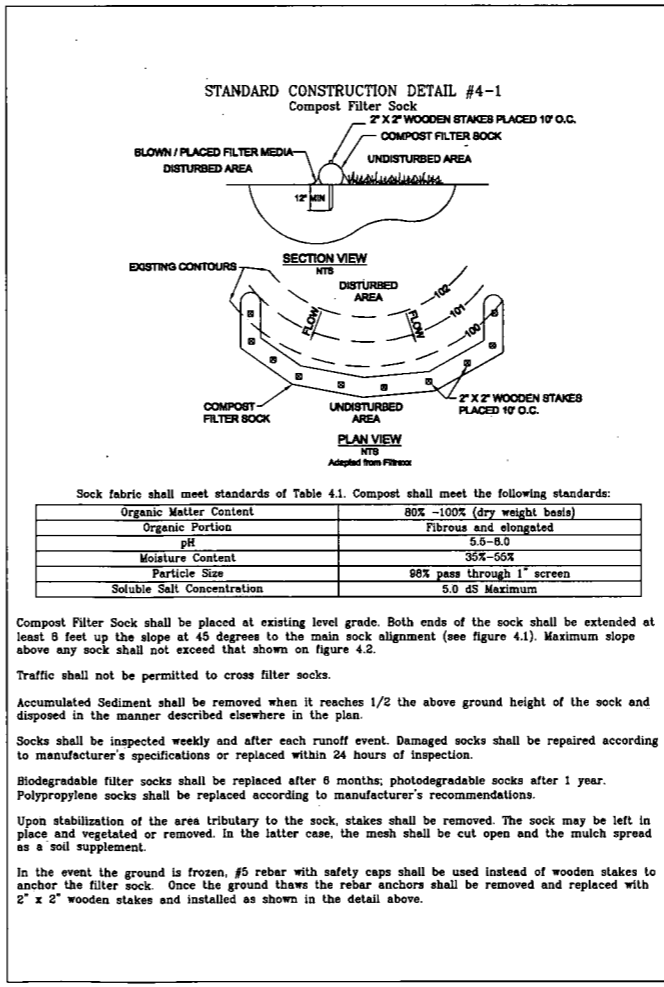 STANDARD CONSTRUCTION DETAIL #4-1
Compost Filter Sock
2" X 2" WOODEN STAKES PLACED 10' O.C.
COMPOST FILTER SOCK
BLOWN / PLACED FILTER MEDIA
UNDISTURBED AREA
DISTURBED AREA
12" MIN
SECTION VIEW
NTS
EXISTING CONTOURS
DISTURBED
AREA
102
101
100
FLOW
FLOW
COMPOST
FILTER SOCK
UNDISTURBED
AREA
2" X 2" WOODEN STAKES
PLACED 10' O.C.
PLAN VIEW
NTS
Adapted from Filtrexx
Sock fabric shall meet standards of Table 4.1. Compost shall meet the following standards:
Organic Matter Content 80% -100% (dry weight basis)
Organic Portion Fibrous and elongated
pH 5.5-8.0
Moisture Content 35%-55%
Particle Size 98% pass through 1" screen
Soluble Salt Concentration 5.0 dS Maximum
Compost Filter Sock shall be placed at existing level grade. Both ends of the sock shall be extended at
least 8 feet up the slope at 45 degrees to the main sock alignment (see figure 4.1). Maximum slope
above any sock shall not exceed that shown on figure 4.2.
Traffic shall not be permitted to cross filter socks.
Accumulated Sediment shall be removed when it reaches 1/2 the above ground height of the sock and
disposed in the manner described elsewhere in the plan.
Socks shall be inspected weekly and after each runoff event. Damaged socks shall be repaired according
to manufacturer's specifications or replaced within 24 hours of inspection.
Biodegradable filter socks shall be replaced after 6 months; photodegradable socks after 1 year.
Polypropylene socks shall be replaced according to manufacturer's recommendations.
Upon stabilization of the area tributary to the sock, stakes shall be removed. The sock may be left in
place and vegetated or removed. In the latter case, the mesh shall be cut open and the mulch spread
as a soil supplement.
In the event the ground is frozen, #5 rebar with safety caps shall be used instead of wooden stakes to
anchor the filter sock. Once the ground thaws the rebar anchors shall be removed and replaced with
2" x 2" wooden stakes and installed as shown in the detail above.